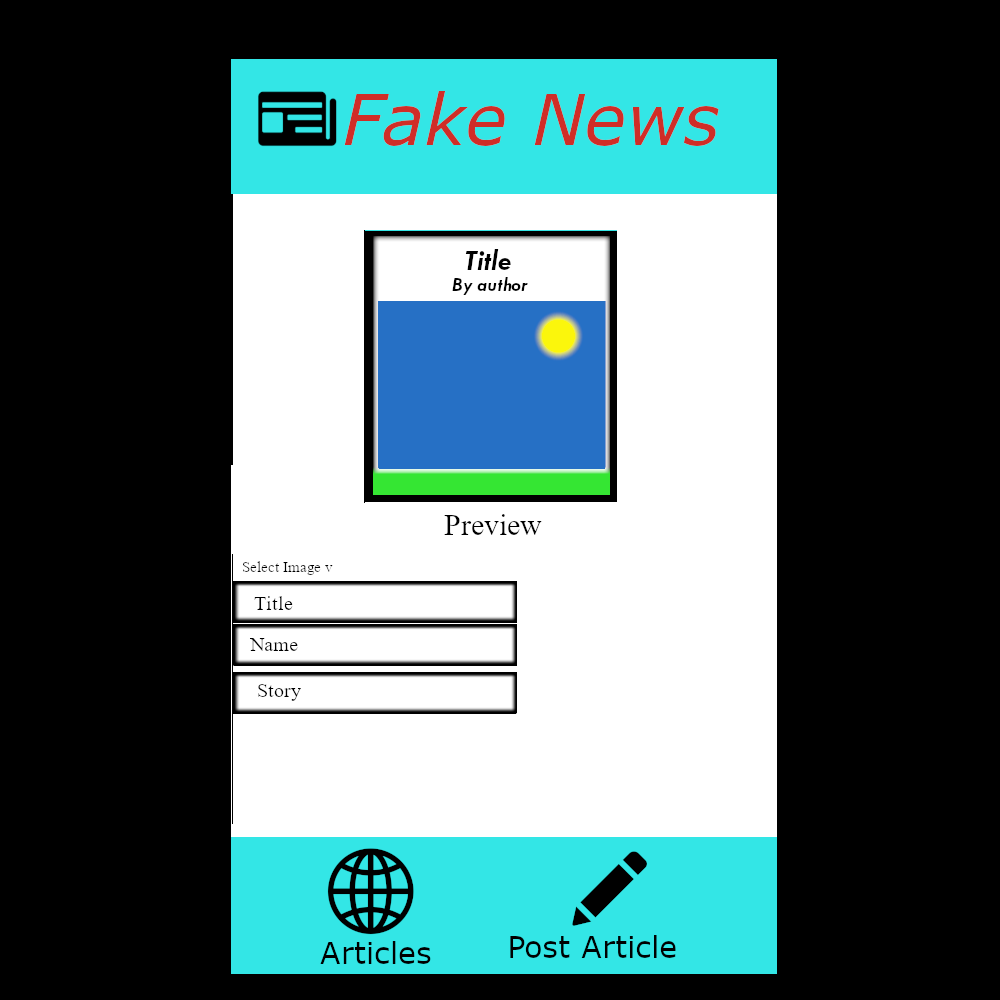 Fake News
Title
By author
Preview
Select Image v
Title
Name
Story
Articles
Post Article